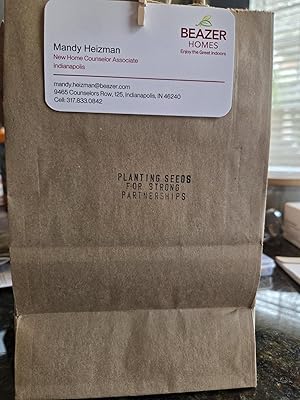 BEAZER
HOMES
Enjoy the Great Indoors
Mandy Heizman
New Home Counselor Associate
Indianapolis
mandy.heizman@beazer.com
9465 Counselors Row, 125, Indianapolis, IN 46240
Cell: 317.833.0842
PLANTING SEEDS
FOR STRONG
PARTNERSHIPS